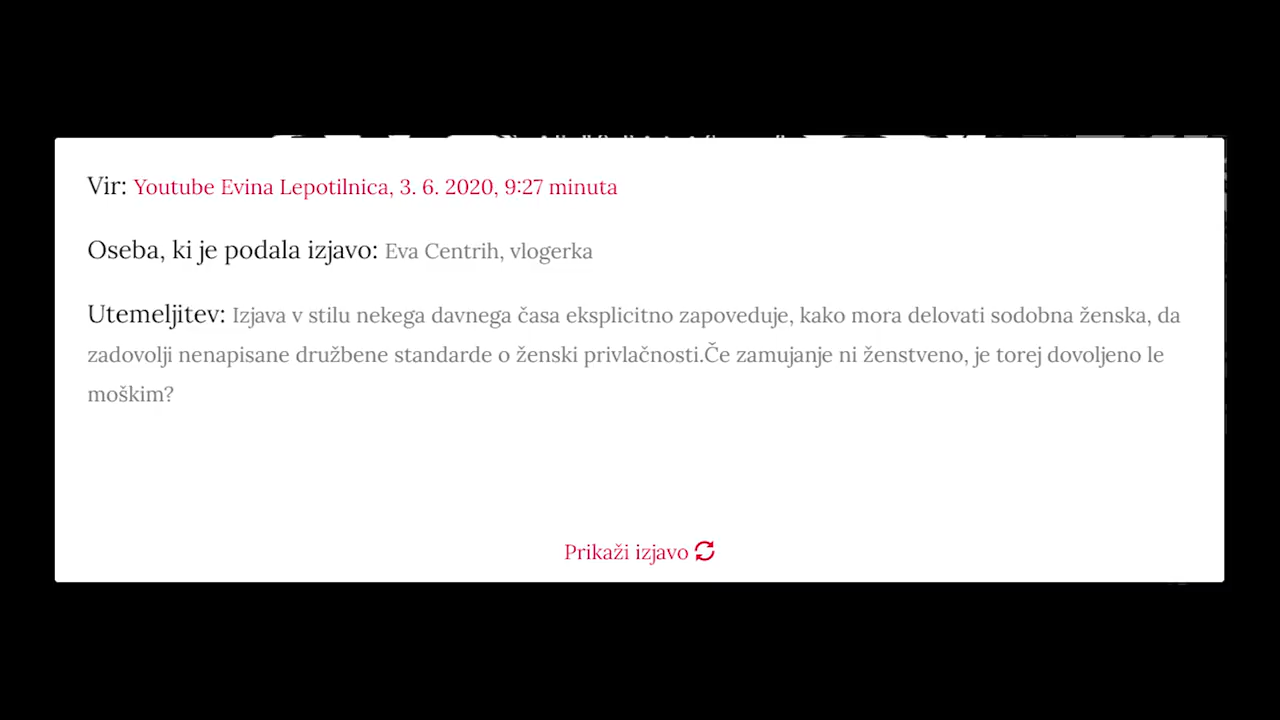 Vir: Youtube Evina Lepotilnica, 3. 6. 2020, 9:27 minuta
Oseba, ki je podala izjavo: Eva Centrih, vlogerka
Utemeljitev: Izjava v stilu nekega davnega časa eksplicitno zapoveduje, kako mora delovati sodobna ženska, da
zadovolji nenapisane družbene standarde o ženski privlačnosti.Če zamujanje ni ženstveno, je torej dovoljeno le
moškim?
Prikaži izjavo